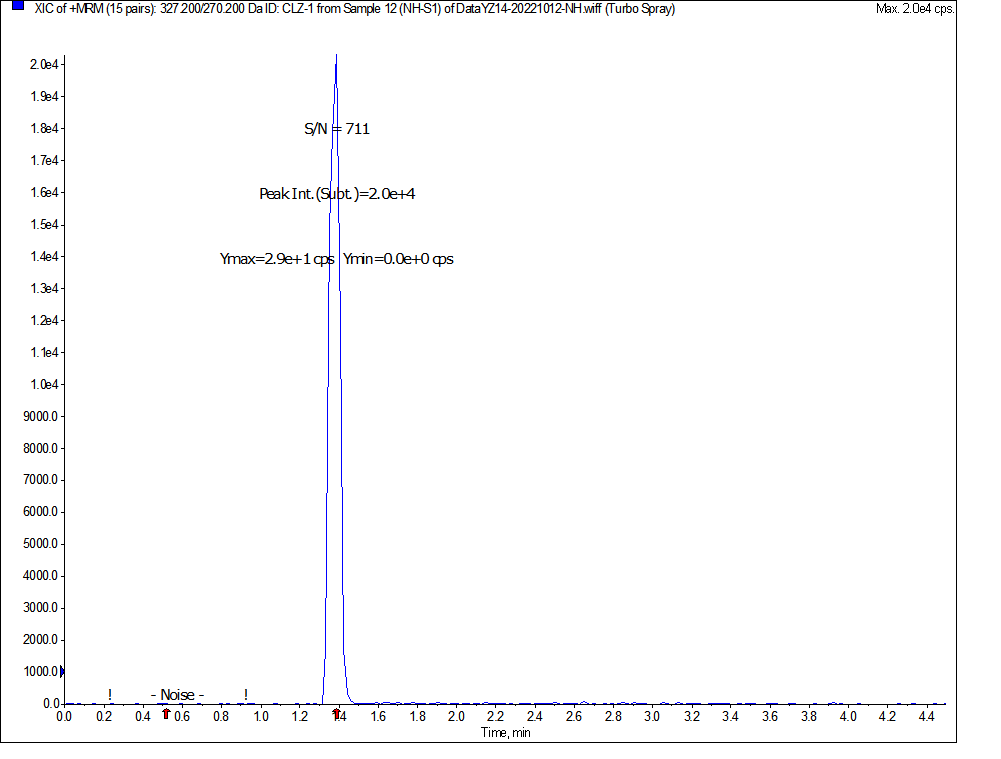 XIC of +MRM (15 pairs): 327.200/270.200 Da ID: CLZ-1 from Sample 12 (NH-S1) of DataYZ14-20221012-NH.wiff (Turbo Spray) Max. 2.0e4 cps.
2.0e4
1.9e4
1.8e4
S/N = 711
1.7e4
1.6e4
Peak Int.(Subt.)=2.0e+4
1.5e4
1.4e4
Ymax=2.9e+1 cps Ymin=0.0e+0 cps
1.3e4
1.2e4
1.1e4
1.0e4
9000.0
8000.0
7000.0
6000.0
5000.0
4000.0
3000.0
2000.0
1000.0
! - Noise - !
0.0
0.0 0.2 0.4 0.6 0.8 1.0 1.2 1.4 1.6 1.8 2.0 2.2 2.4 2.6 2.8 3.0 3.2 3.4 3.6 3.8 4.0 4.2 4.4
Time, min